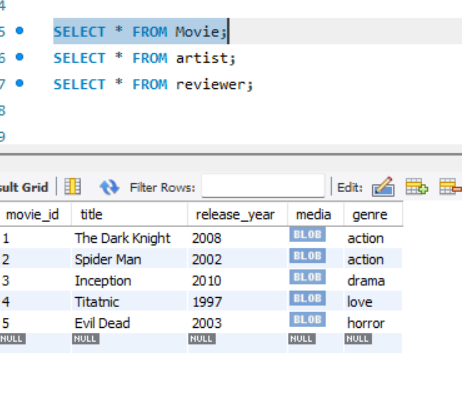 4
5 SELECT * FROM Movie;
6 SELECT * FROM artist;
7 SELECT * FROM reviewer;
8
9
sult Grid Filter Rows: Edit:
movie_id title release_year media genre
1 The Dark Knight 2008 BLOB action
2 Spider Man 2002 BLOB action
3 Inception 2010 BLOB drama
4 Titatnic 1997 BLOB love
5 Evil Dead 2003 BLOB horror
NULL NULL NULL NULL NULL